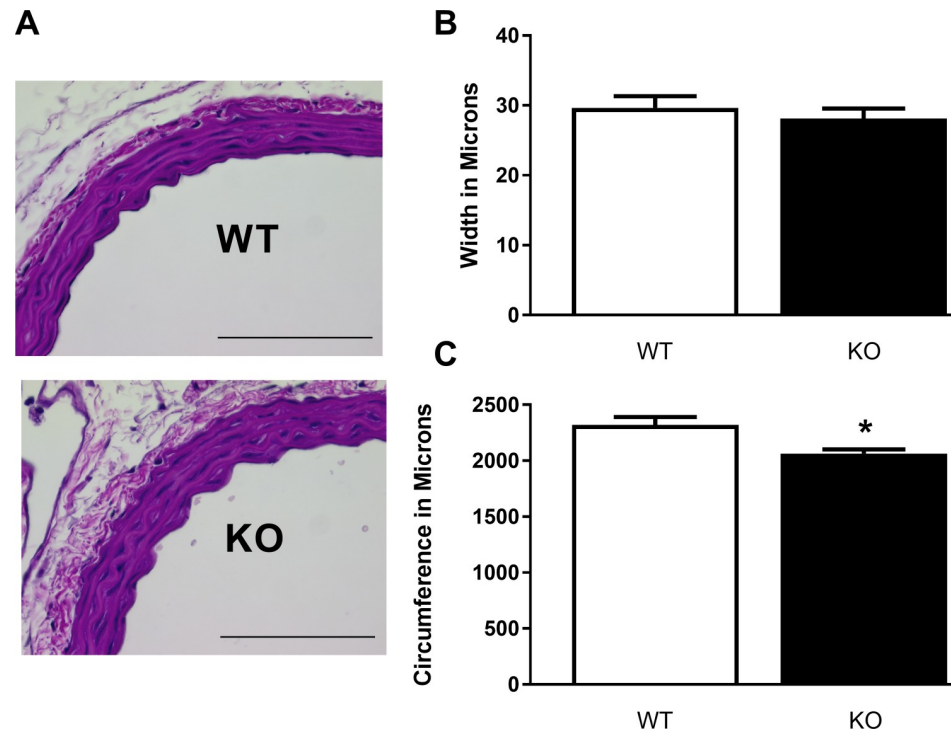 A
WT
KO
B
Width in Microns
40
30
20
10
0
WT
KO
C
Circumference in Microns
2500
2000
1500
1000
500
0
*
WT
KO